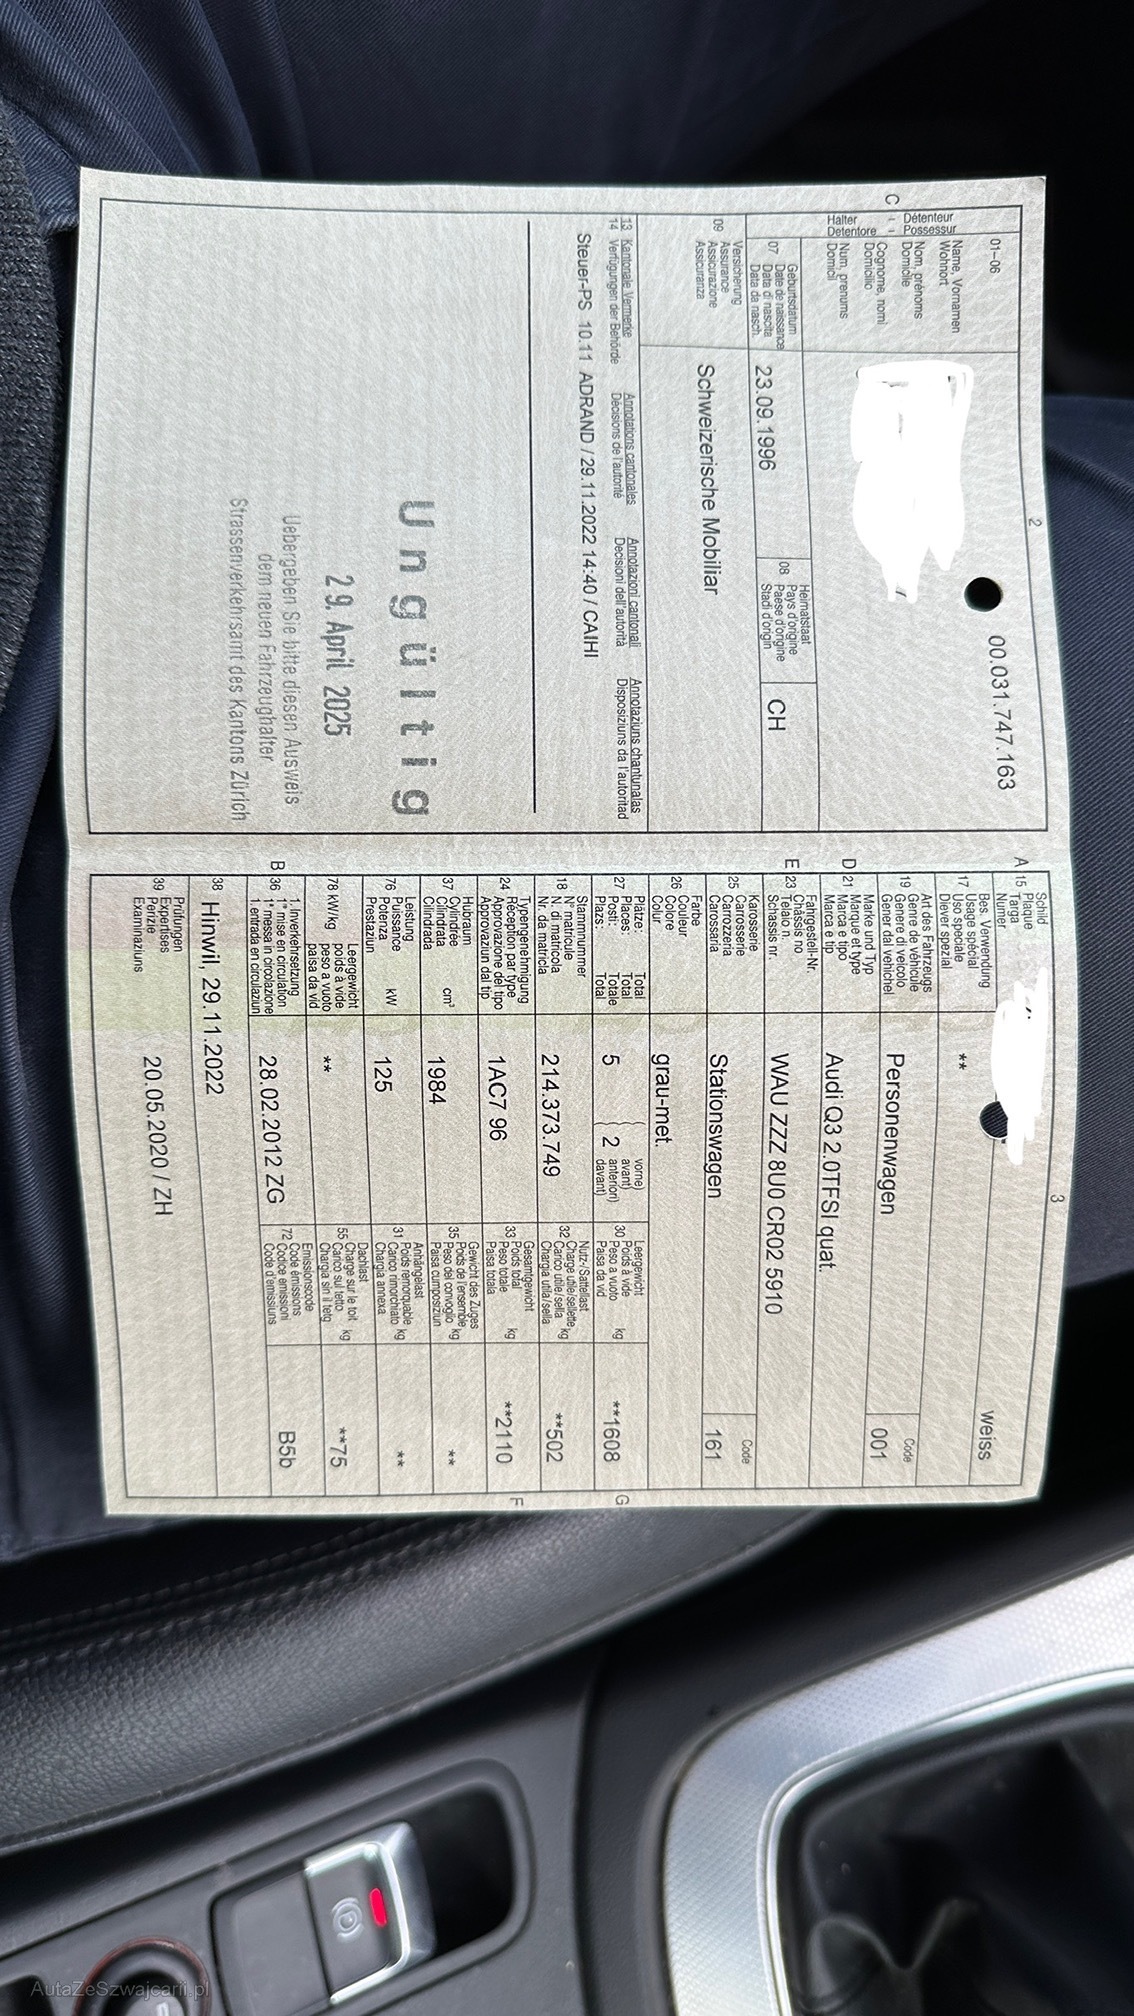 2
00.031.747.163
01–06
Name, Vornamen
Wohnort
Nom, prénoms
Domicile
Cognome, nomi
Domicilio
Num, prenums
Domicil
C
Détenteur
Possessur
Halter
Detentore
07
Geburtsdatum
Date de naissance
Data di nascita
Data da nasch.
23.09.1996
08
Heimatstaat
Pays d'origine
Paese d'origine
Stadi d'origin
CH
09
Versicherung
Assurance
Assicurazione
Assicuranza
Schweizerische Mobiliar
13 Kantonale Vermerke Annotations cantonales Annotazioni cantonali Annotaziuns chantunalas
14 Verfügungen der Behörde Décisions de l'autorité Decisioni dell'autorità Disposiziuns da l'autoritad
Steuer-PS 10.11 ADRAND / 29.11.2022 14:40 / CAIHI
Ungültig
29. April 2025
Uebergeben Sie bitte diesen Ausweis
dem neuen Fahrzeughalter
Strassenverkehrsamt des Kantons Zürich
3
A 15
Schild
Plaque
Targa
Numer
weiss
17
Bes. Verwendung
Usage spécial
Uso speciale
Diever spezial
**
19
Art des Fahrzeugs
Genre de véhicule
Genere di veicolo
Gener dal vehichel
Personenwagen
Code
001
D 21
Marke und Typ
Marque et type
Marca e tipo
Marca e tip
Audi Q3 2.0TFSI quat.
E 23
Fahrgestell-Nr.
Châssis no
Telaio n.
Schassis nr.
WAU ZZZ 8U0 CR02 5910
25
Karosserie
Carrosserie
Carrozzeria
Carossaria
Stationswagen
Code
161
26
Farbe
Couleur
Colore
Colur
grau-met.
27
Plätze: Total
Places: Total
Posti: Totale
Plazs: Total
5
2
vorne)
avant)
anteriori)
davant)
30
Leergewicht
Poids à vide
Peso a vuoto
Paisa da vid
kg
**1608
G
18
Stammnummer
N° matricule
N. di matricola
Nr. da matricla
214.373.749
32
Nutz-/Sattellast
Charge utile/sellette
Carico utile/sella
Chargia utila/sella
kg
**502
24
Typengenehmigung
Réception par type
Approvazione del tipo
Approvaziun dal tip
1AC7 96
33
Gesamtgewicht
Poids total
Peso totale
Paisa totala
kg
**2110
F
37
Hubraum
Cylindrée
Cilindrata
Cilindrada
cm³
1984
35
Gewicht des Zuges
Poids de l'ensemble
Peso del convoglio
Paisa cumposiziun
kg
**
76
Leistung
Puissance
Potenza
Prestaziun
kW
125
31
Anhängelast
Poids remorquable
Carico rimorchiato
Chargia annexa
kg
**
78 kW/kg
Leergewicht
poids à vide
peso a vuoto
paisa da vid
**
55
Dachlast
Charge sur le toit
Carico sul tetto
Chargia sin il tetg
kg
**75
B 36
1. Inverkehrsetzung
1re mise en circulation
1a messa in circolazione
1. entrada en circulaziun
28.02.2012 ZG
72
Emissionscode
Code émissions
Codice emissioni
Code d'emissiuns
B5b
38
Hinwil, 29.11.2022
39
Prüfungen
Expertises
Perizie
Examinaziuns
20.05.2020 / ZH
AutaZeSzwajcarii.pl